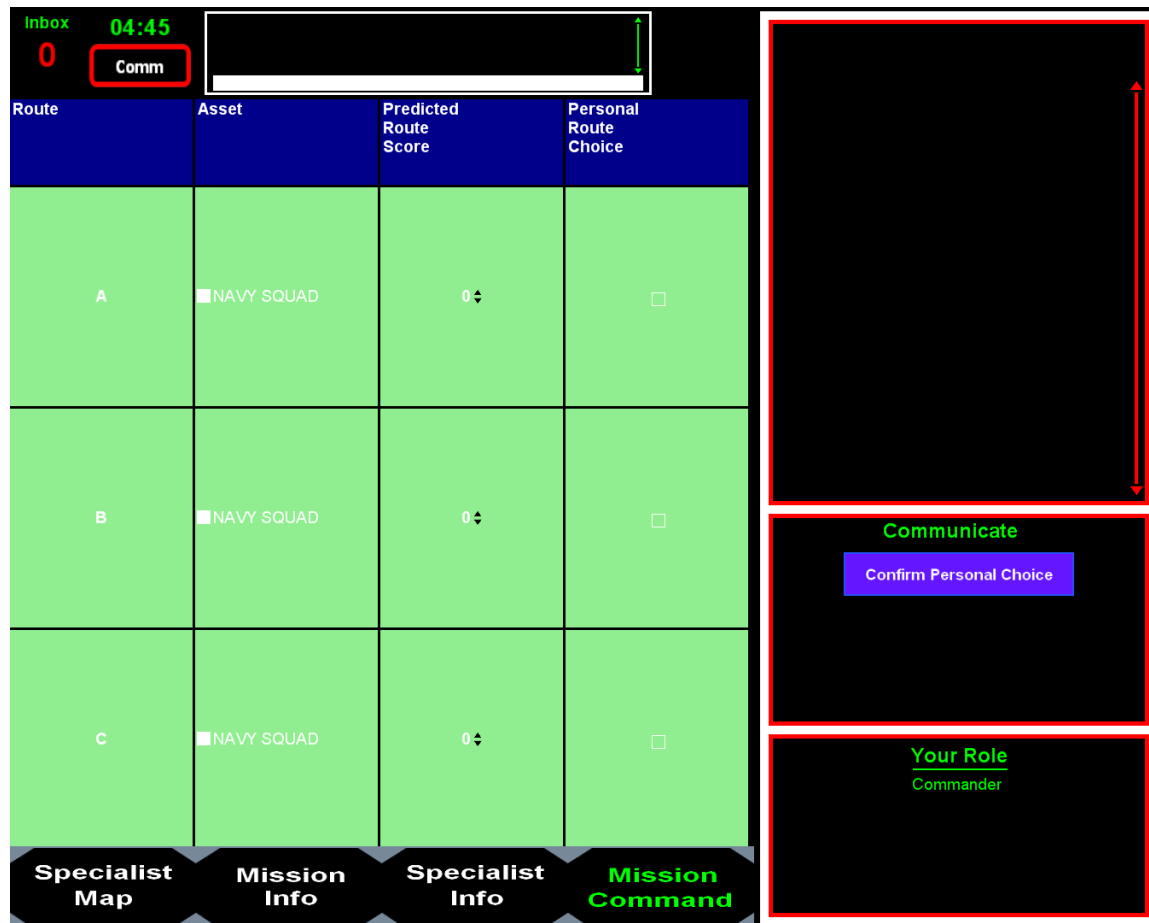 Inbox
04:45
0
Comm
Route
Asset
Predicted
Route
Score
Personal
Route
Choice
A
NAVY SQUAD
0
B
NAVY SQUAD
0
C
NAVY SQUAD
0
Specialist
Map
Mission
Info
Specialist
Info
Mission
Command
Communicate
Confirm Personal Choice
Your Role
Commander